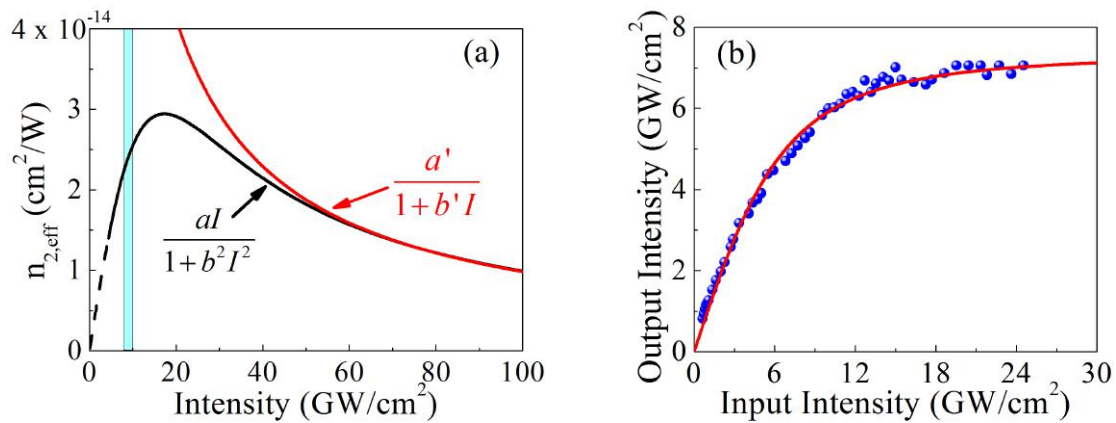 4 x 10⁻¹⁴
3
2
1
0
n₂,eff (cm²/W)
(a)
aI
1+b²I²
a'
1+b'I
0 20 40 60 80 100
Intensity (GW/cm²)
8
6
4
2
0
Output Intensity (GW/cm²)
(b)
0 6 12 18 24 30
Input Intensity (GW/cm²)